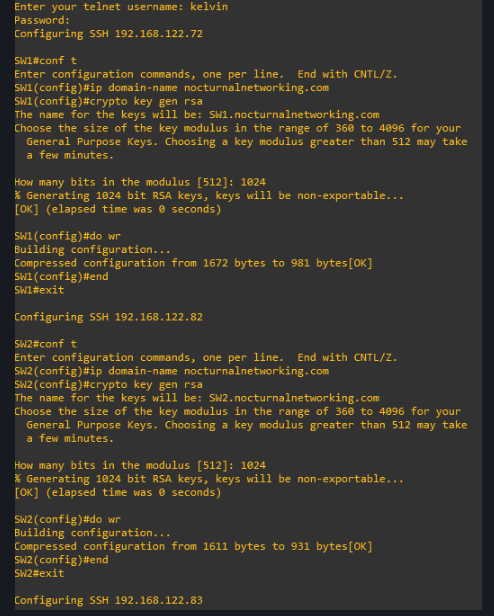 Enter your telnet username: kelvin
Password:
Configuring SSH 192.168.122.72
SW1#conf t
Enter configuration commands, one per line.  End with CNTL/Z.
SW1(config)#ip domain-name nocturnalnetworking.com
SW1(config)#crypto key gen rsa
The name for the keys will be: SW1.nocturnalnetworking.com
Choose the size of the key modulus in the range of 360 to 4096 for your
  General Purpose Keys. Choosing a key modulus greater than 512 may take
  a few minutes.
How many bits in the modulus [512]: 1024
% Generating 1024 bit RSA keys, keys will be non-exportable...
[OK] (elapsed time was 0 seconds)
SW1(config)#do wr
Building configuration...
Compressed configuration from 1672 bytes to 981 bytes[OK]
SW1(config)#end
SW1#exit
Configuring SSH 192.168.122.82
SW2#conf t
Enter configuration commands, one per line.  End with CNTL/Z.
SW2(config)#ip domain-name nocturnalnetworking.com
SW2(config)#crypto key gen rsa
The name for the keys will be: SW2.nocturnalnetworking.com
Choose the size of the key modulus in the range of 360 to 4096 for your
  General Purpose Keys. Choosing a key modulus greater than 512 may take
  a few minutes.
How many bits in the modulus [512]: 1024
% Generating 1024 bit RSA keys, keys will be non-exportable...
[OK] (elapsed time was 0 seconds)
SW2(config)#do wr
Building configuration...
Compressed configuration from 1611 bytes to 931 bytes[OK]
SW2(config)#end
SW2#exit
Configuring SSH 192.168.122.83